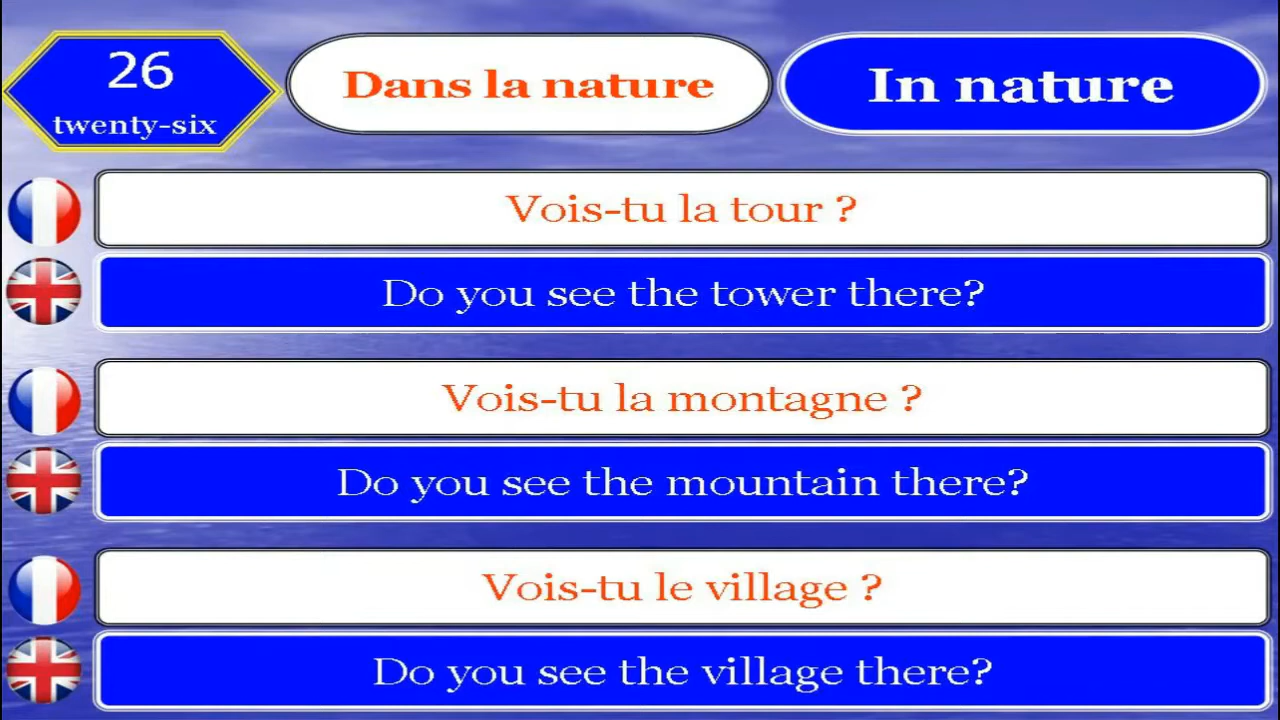 26
twenty-six
Dans la nature
In nature
Vois-tu la tour ?
Do you see the tower there?
Vois-tu la montagne ?
Do you see the mountain there?
Vois-tu le village ?
Do you see the village there?